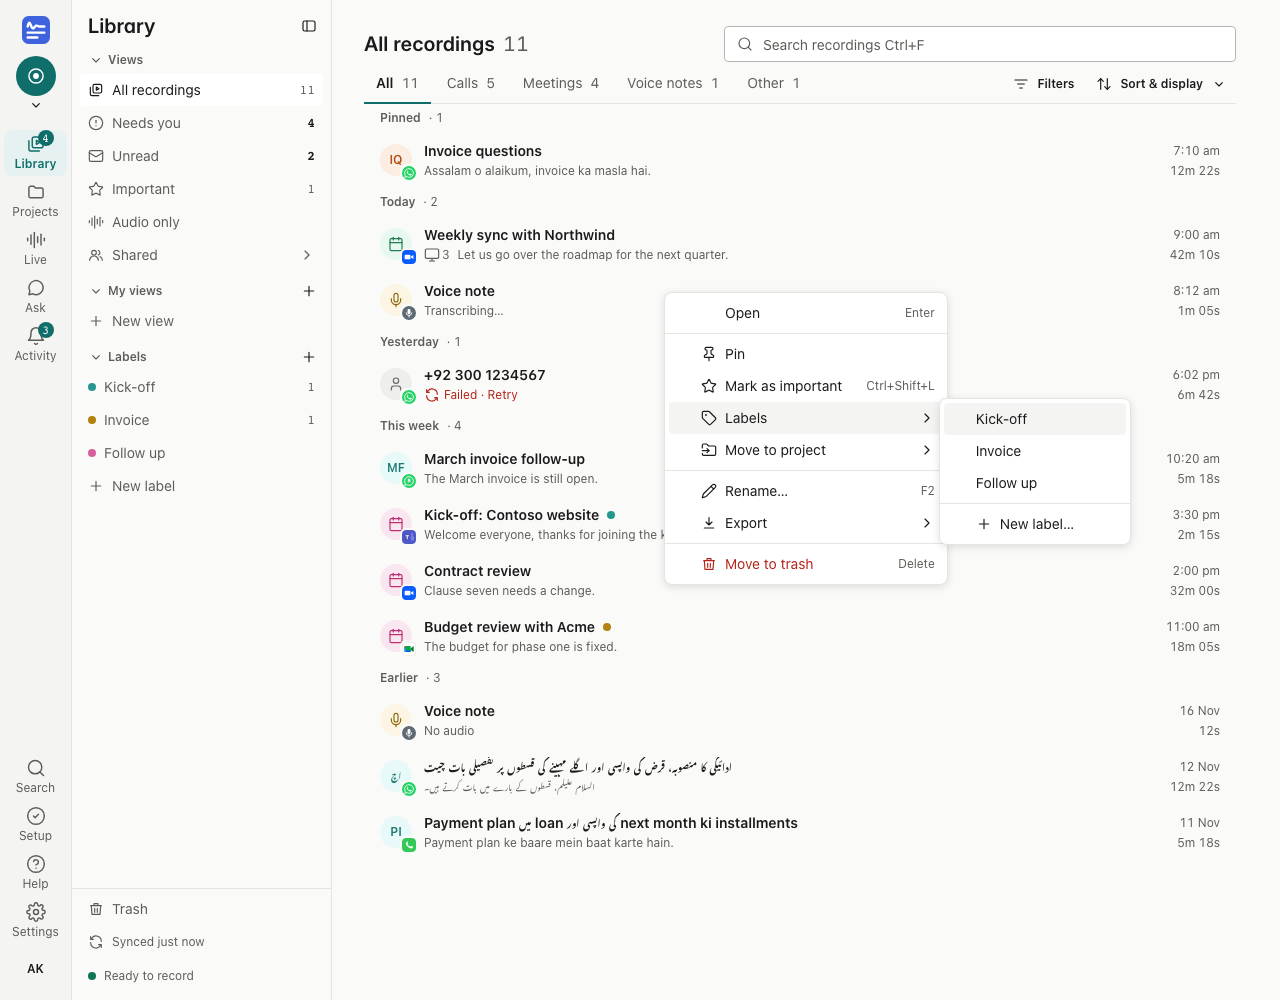 Library
Views
All recordings 11
Needs you 4
Unread 2
Important 1
Audio only
Shared
My views
New view
Labels
Kick-off 1
Invoice 1
Follow up
New label
Trash
Synced just now
Ready to record
4
Library
Projects
Live
Ask
3
Activity
Search
Setup
Help
Settings
AK
All recordings 11
Search recordings Ctrl+F
All 11
Calls 5
Meetings 4
Voice notes 1
Other 1
Filters
Sort & display
Pinned · 1
IQ
Invoice questions 7:10 am
Assalam o alaikum, invoice ka masla hai. 12m 22s
Today · 2
Weekly sync with Northwind 9:00 am
3 Let us go over the roadmap for the next quarter. 42m 10s
Voice note 8:12 am
Transcribing... 1m 05s
Yesterday · 1
+92 300 1234567 6:02 pm
Failed · Retry 6m 42s
This week · 4
MF
March invoice follow-up 10:20 am
The March invoice is still open. 5m 18s
Kick-off: Contoso website 3:30 pm
Welcome everyone, thanks for joining the 2m 15s
Contract review 2:00 pm
Clause seven needs a change. 32m 00s
Budget review with Acme 11:00 am
The budget for phase one is fixed. 18m 05s
Earlier · 3
Voice note 16 Nov
No audio 12s
اچ
ادائیگی کا منصوبہ، قرض کی واپسی اور اگلے مہینے کی قسطوں پر تفصیلی بات چیت 12 Nov
السلام علیکم، قسطوں کے بارے میں بات کرتے ہیں۔ 12m 22s
PI
Payment plan میں loan کی واپسی اور next month ki installments 11 Nov
Payment plan ke baare mein baat karte hain. 5m 18s
Open Enter
Pin
Mark as important Ctrl+Shift+L
Labels
Move to project
Rename... F2
Export
Move to trash Delete
Kick-off
Invoice
Follow up
New label...